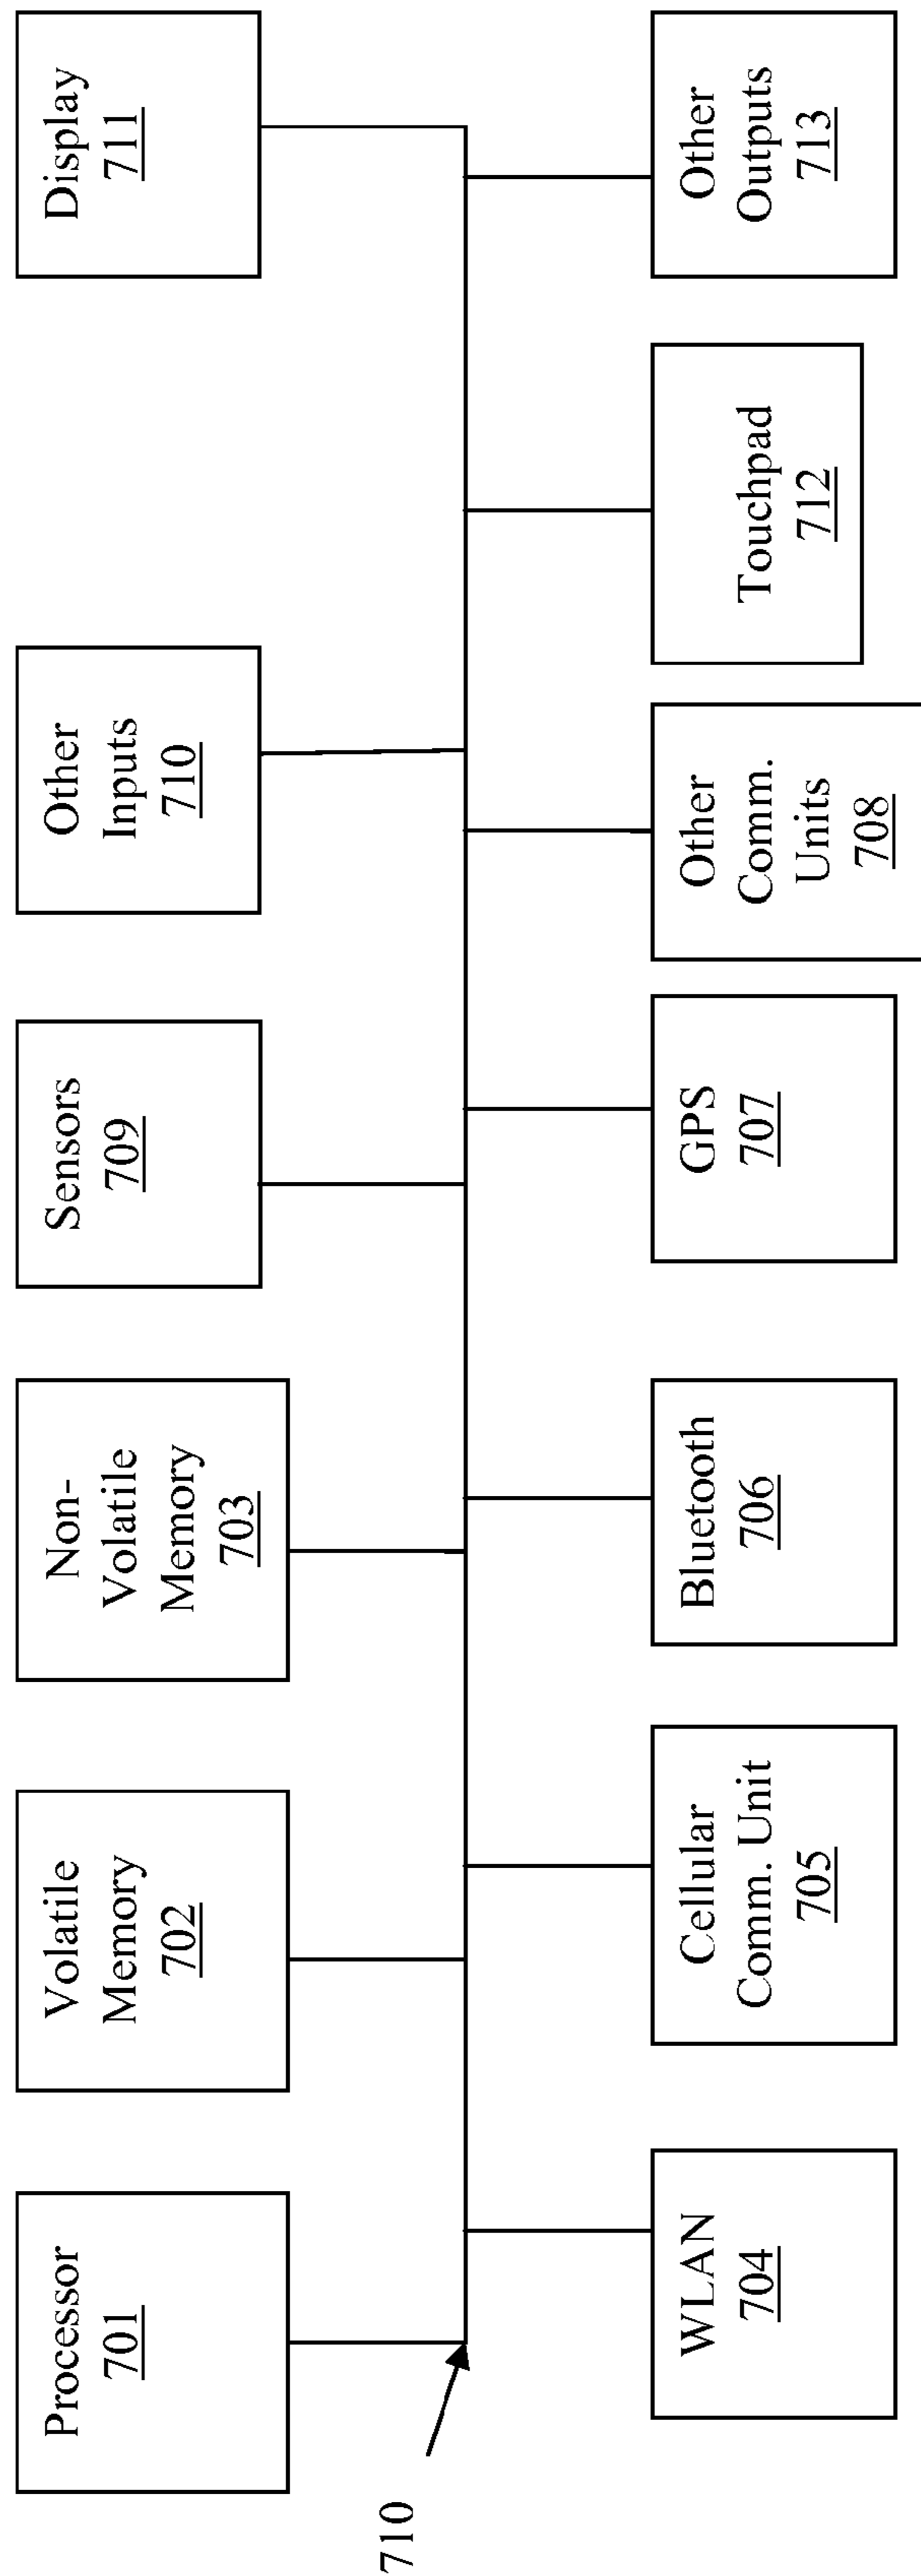 Processor
701
Volatile
Memory
702
Non-
Volatile
Memory
703
Sensors
709
Other
Inputs
710
Display
711
710
WLAN
704
Cellular
Comm. Unit
705
Bluetooth
706
GPS
707
Other
Comm.
Units
708
Touchpad
712
Other
Outputs
713